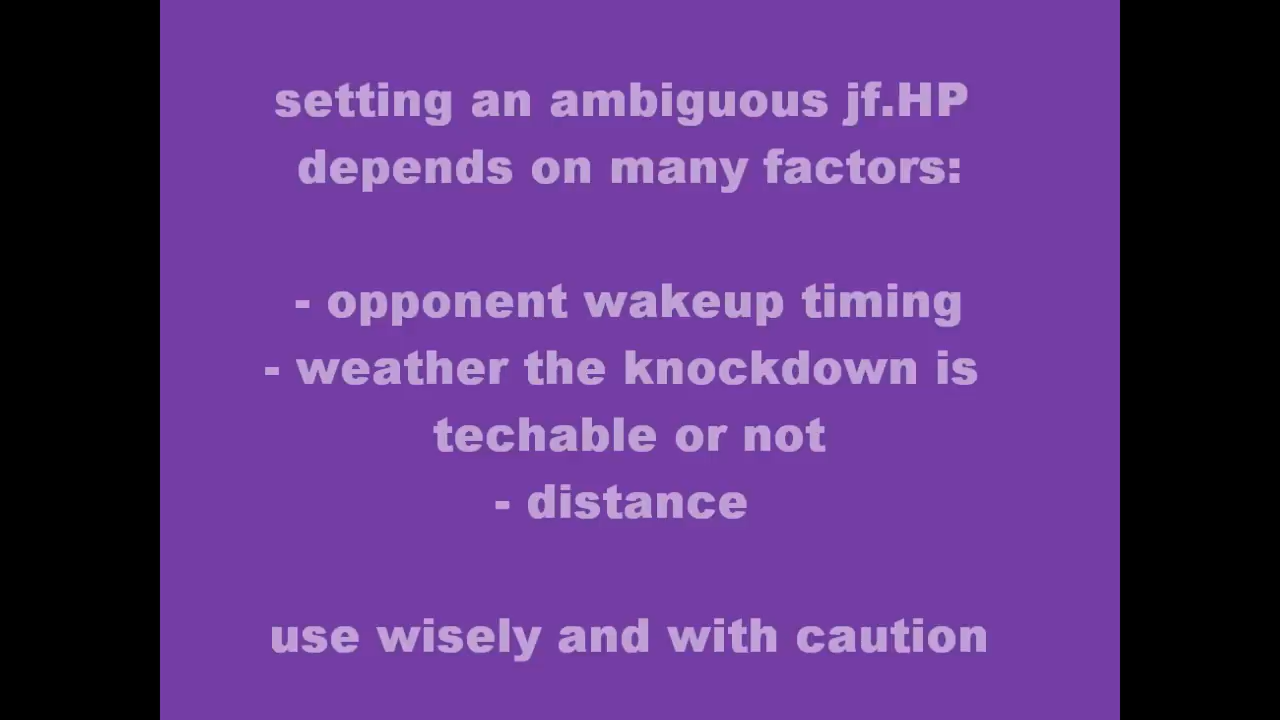 setting an ambiguous jf.HP
depends on many factors:
- opponent wakeup timing
- weather the knockdown is
techable or not
- distance
use wisely and with caution